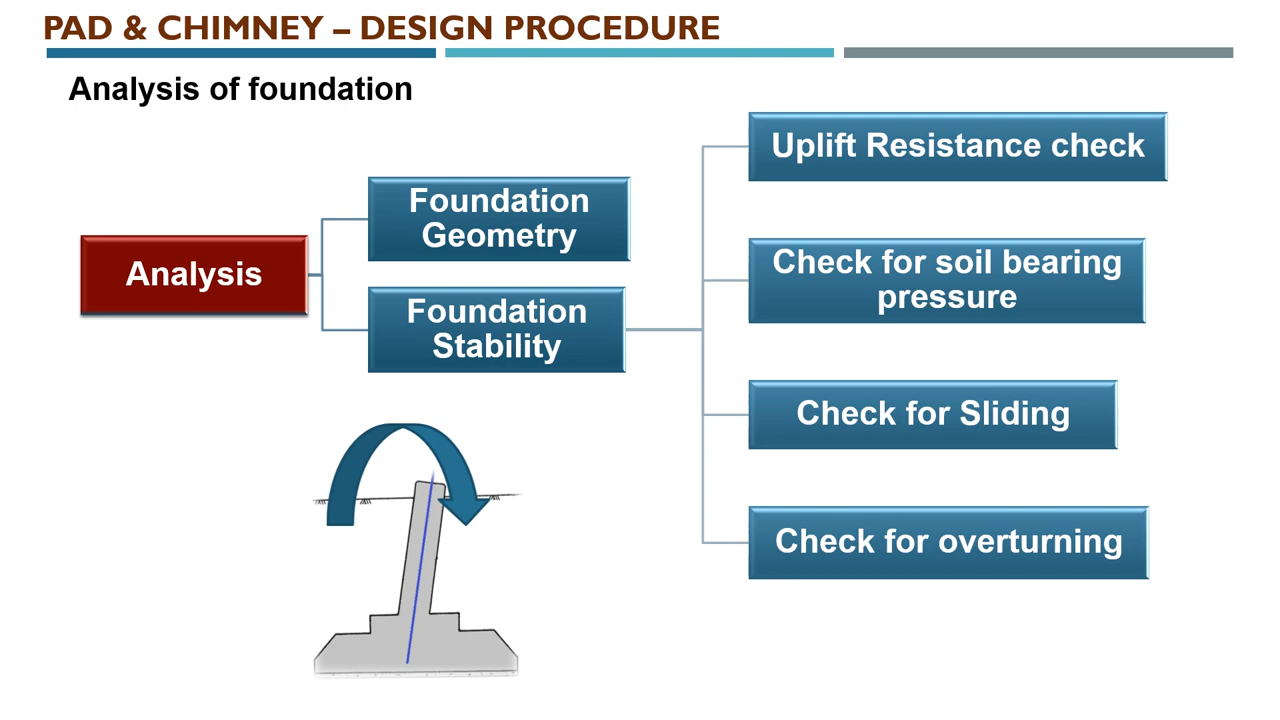 PAD & CHIMNEY – DESIGN PROCEDURE
Analysis of foundation
Analysis
Foundation
Geometry
Foundation
Stability
Uplift Resistance check
Check for soil bearing
pressure
Check for Sliding
Check for overturning